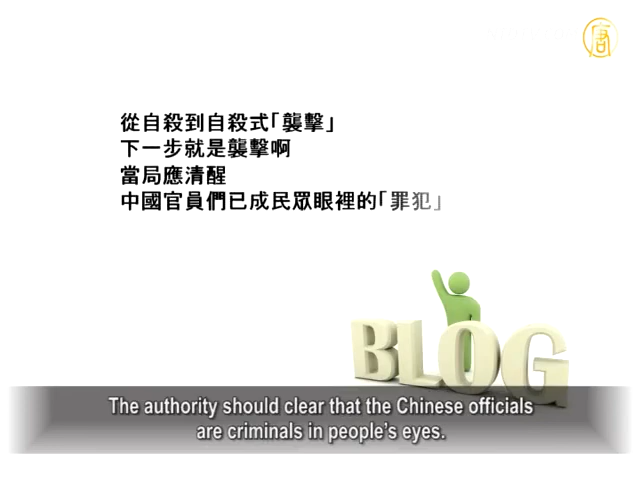 從自殺到自殺式「襲擊」
下一步就是襲擊啊
當局應清醒
中國官員們已成民眾眼裡的「罪犯」
BLOG
The authority should clear that the Chinese officials
are criminals in people's eyes.